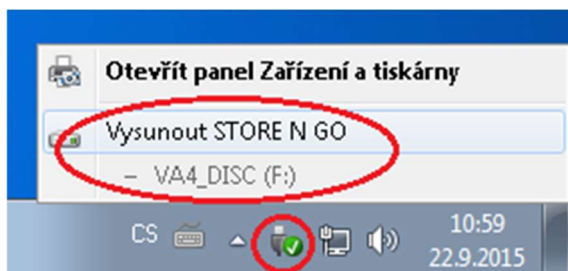 Otevřít panel Zařízení a tiskárny
Vysunout STORE N GO
– VA4_DISC (F:)
CS
10:59
22.9.2015